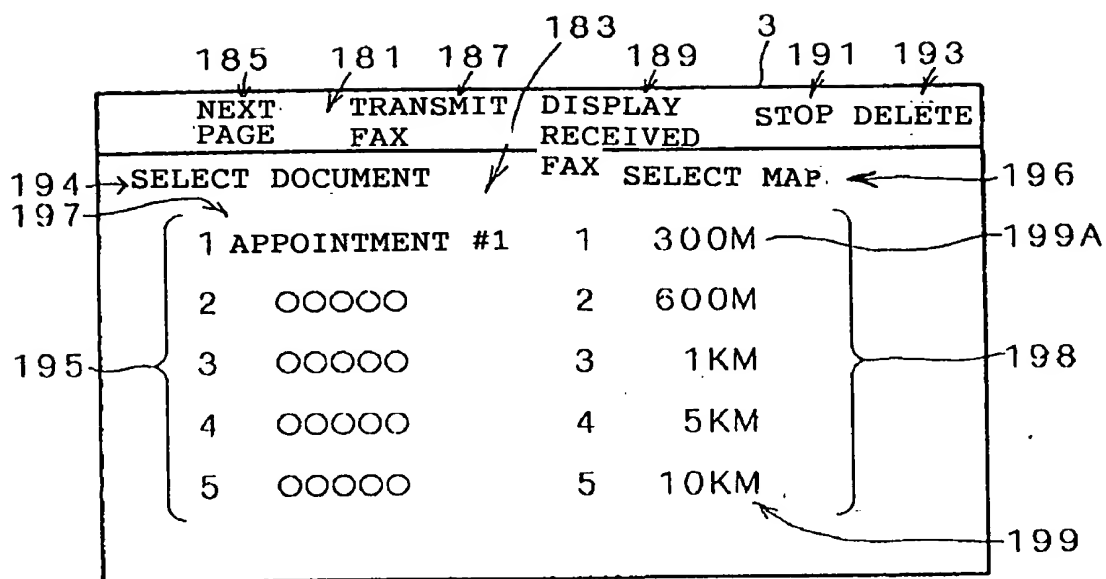 183
185 181 187 189 3 191 193
NEXT PAGE TRANSMIT FAX DISPLAY RECEIVED FAX STOP DELETE
194 SELECT DOCUMENT SELECT MAP. 196
197
1 APPOINTMENT #1 1 300M 199A
2 OOOOO 2 600M
195 3 OOOOO 3 1KM 198
4 OOOOO 4 5KM
5 OOOOO 5 10KM
199